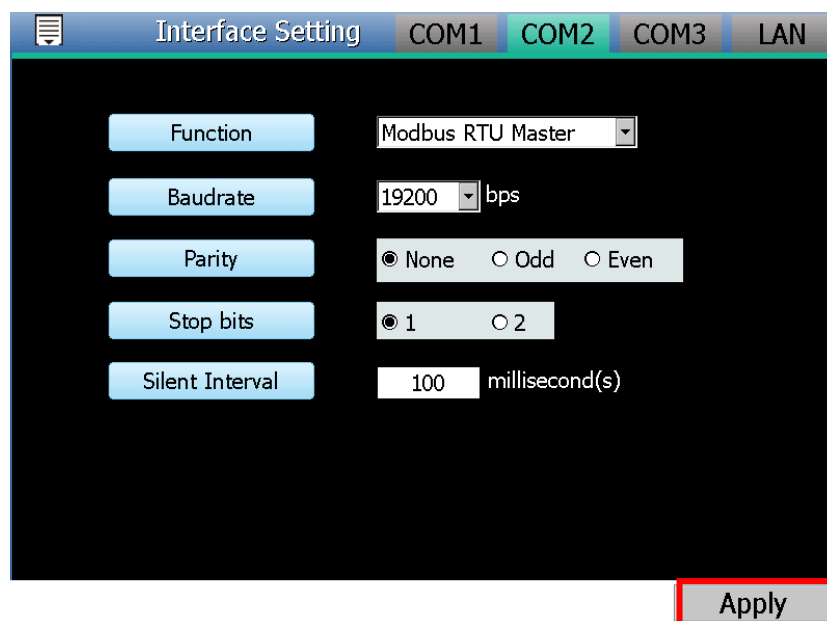 Interface Setting COM1 COM2 COM3 LAN
Function Modbus RTU Master
Baudrate 19200 bps
Parity None Odd Even
Stop bits 1 2
Silent Interval 100 millisecond(s)
Apply